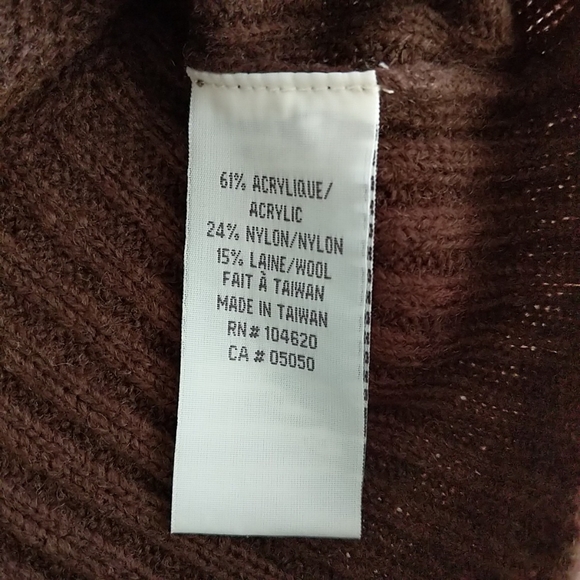 61% ACRYLIQUE/
ACRYLIC
24% NYLON/NYLON
15% LAINE/WOOL
FAIT À TAIWAN
MADE IN TAIWAN
RN# 104620
CA # 05050